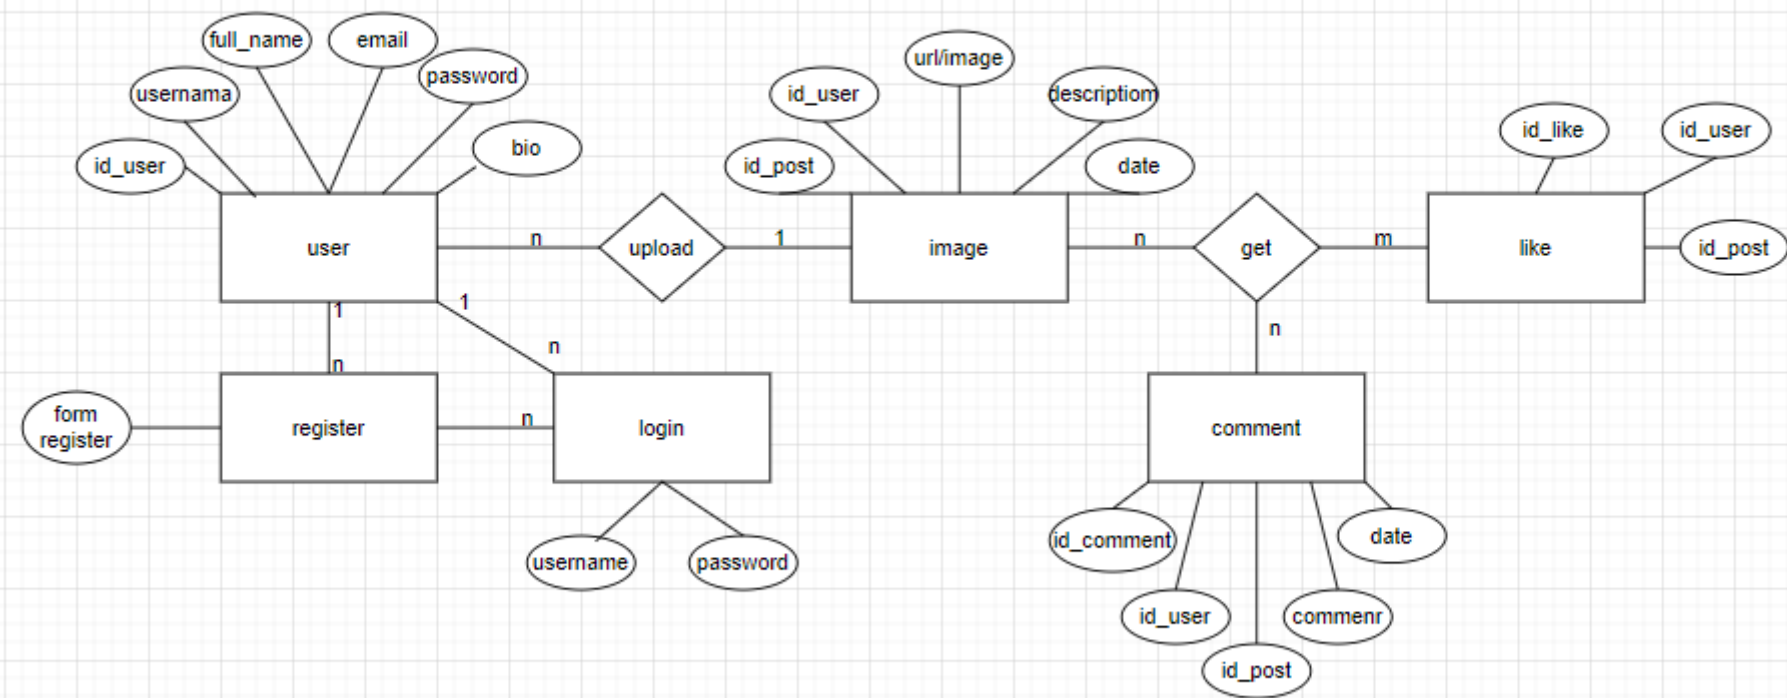 full_name
email
usernama
password
id_user
bio
user
n
upload
1
url/image
id_user
descriptiom
id_post
date
image
n
get
m
id_like
id_user
like
id_post
1
n
1
n
form
register
register
n
login
username
password
n
comment
id_comment
date
id_user
commenr
id_post